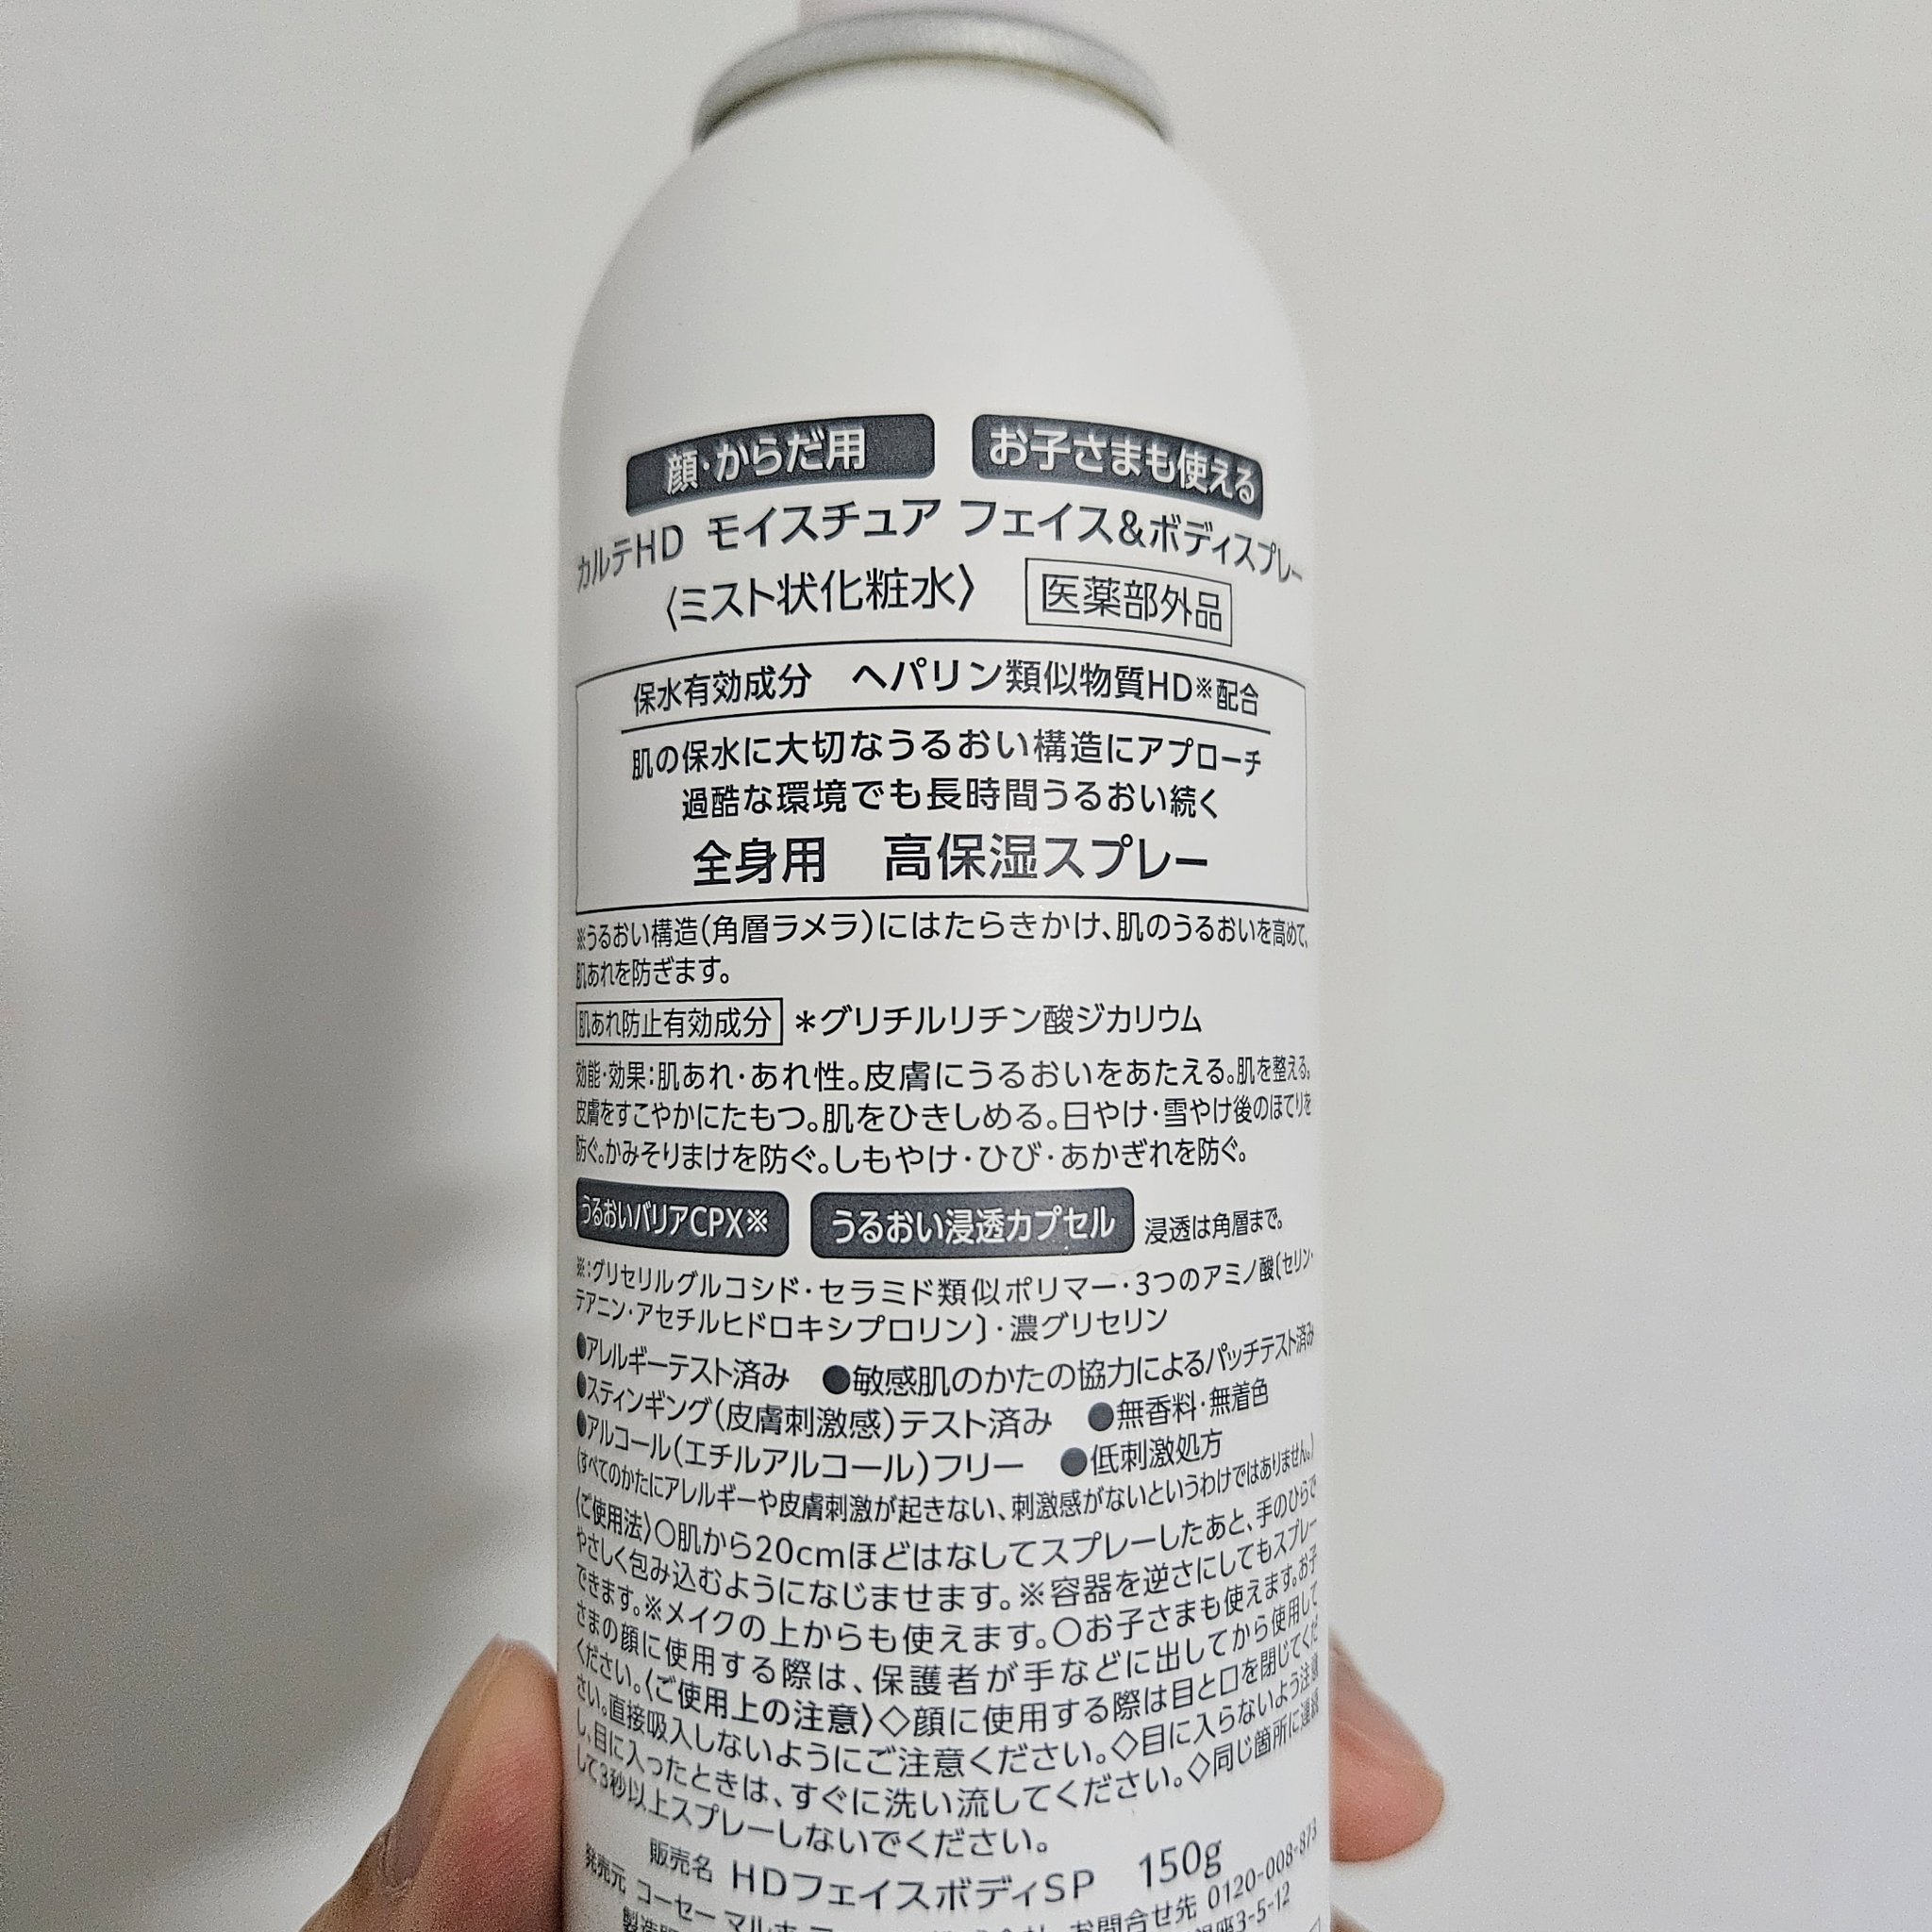 顔・からだ用 お子さまも使える
カルテHD モイスチュア フェイス&ボディスプレー
〈ミスト状化粧水〉 医薬部外品
保水有効成分 ヘパリン類似物質HD※配合
肌の保水に大切なうるおい構造にアプローチ
過酷な環境でも長時間うるおい続く
全身用 高保湿スプレー
※うるおい構造(角層ラメラ)にはたらきかけ、肌のうるおいを高めて、
肌あれを防ぎます。
肌あれ防止有効成分 *グリチルリチン酸ジカリウム
効能・効果:肌あれ・あれ性。皮膚にうるおいをあたえる。肌を整える。
皮膚をすこやかにたもつ。肌をひきしめる。日やけ・雪やけ後のほてりを
防ぐ。かみそりまけを防ぐ。しもやけ・ひび・あかぎれを防ぐ。
うるおいバリアCPX※ うるおい浸透カプセル 浸透は角層まで。
※:グリセリルグルコシド・セラミド類似ポリマー・3つのアミノ酸〔セリン・
テアニン・アセチルヒドロキシプロリン〕・濃グリセリン
●アレルギーテスト済み ●敏感肌のかたの協力によるパッチテスト済み
●スティンギング(皮膚刺激感)テスト済み ●無香料・無着色
●アルコール(エチルアルコール)フリー ●低刺激処方
(すべてのかたにアレルギーや皮膚刺激が起きない、刺激感がないというわけではありません。)
〈ご使用法〉○肌から20cmほどはなしてスプレーしたあと、手のひらで
やさしく包み込むようになじませます。※容器を逆さにしてもスプレー
できます。※メイクの上からも使えます。○お子さまも使えます。お子
さまの顔に使用する際は、保護者が手などに出してから使用して
ください。〈ご使用上の注意〉◇顔に使用する際は目と口を閉じてくだ
さい。直接吸入しないようにご注意ください。◇目に入らないよう注意
し、目に入ったときは、すぐに洗い流してください。◇同じ箇所に連続
して3秒以上スプレーしないでください。
販売名 HDフェイスボディSP 150g
発売元 コーセー マルホ お問合せ先 0120-008-873
3-5-12